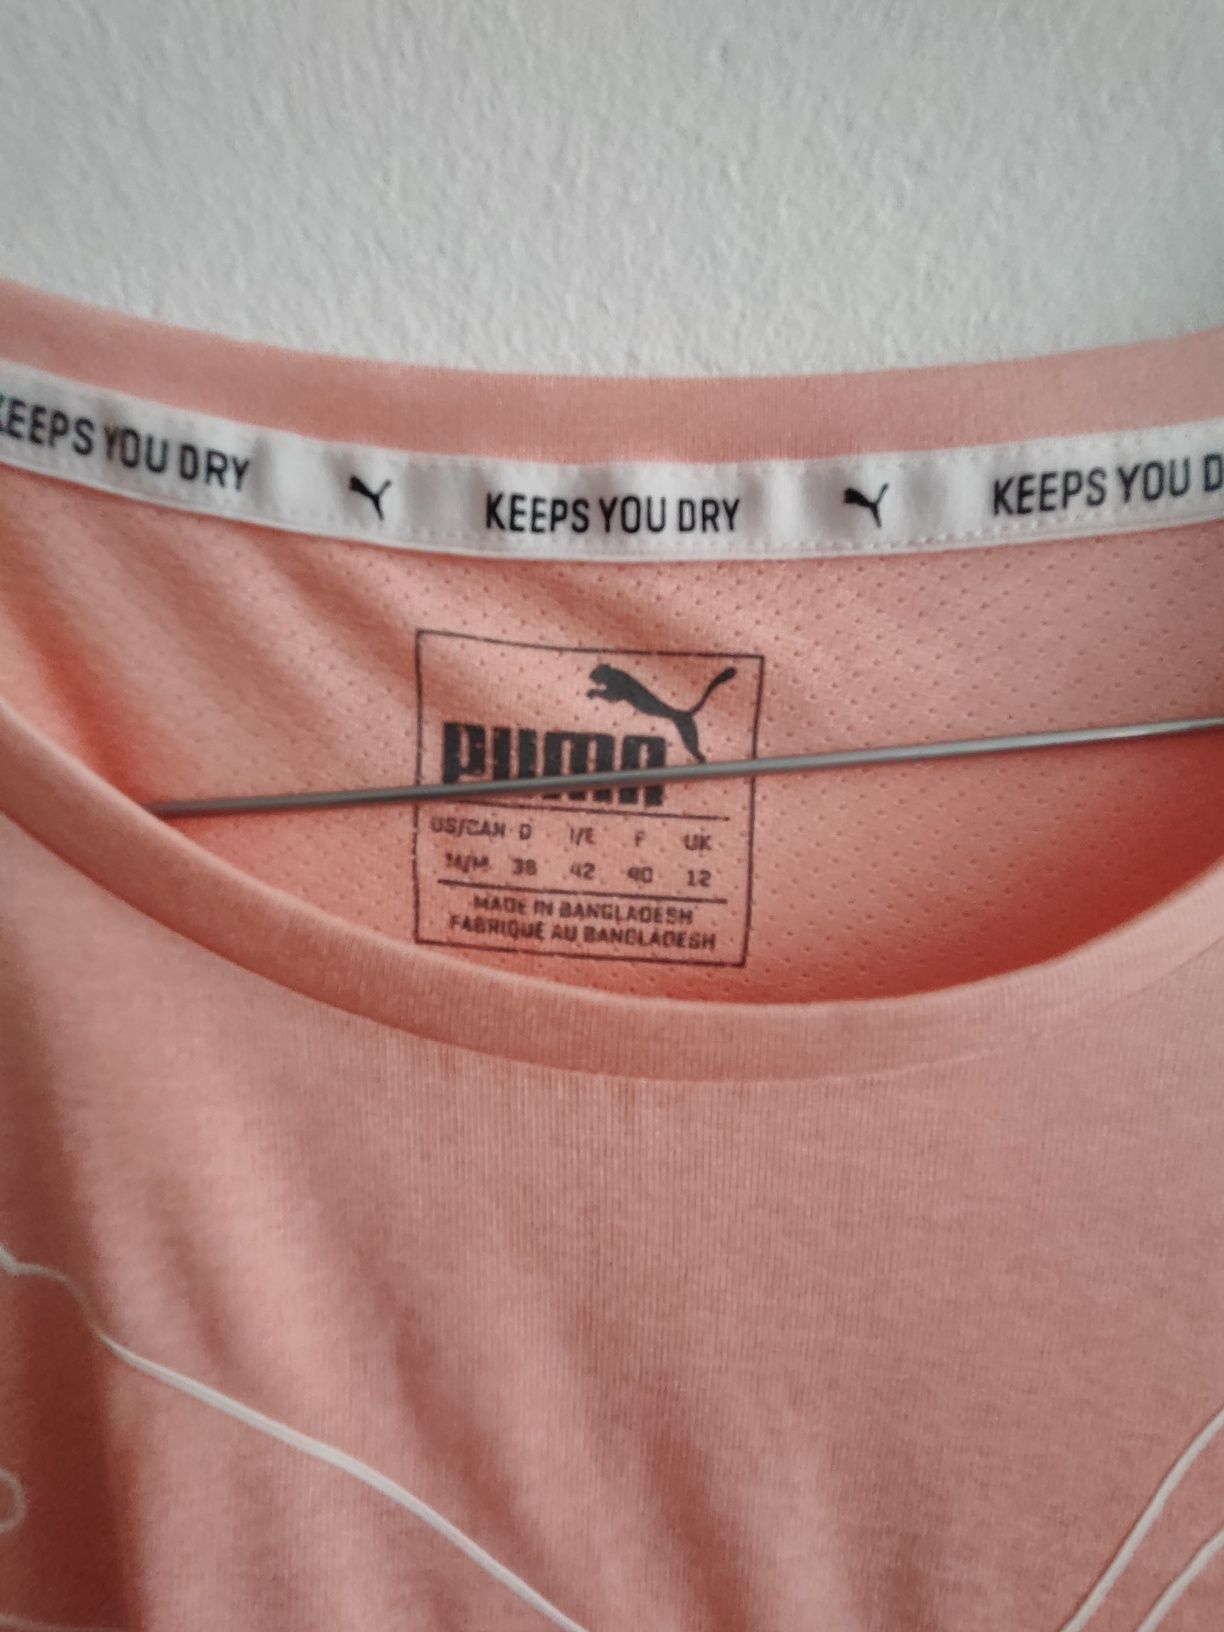 KEEPS YOU DRY KEEPS YOU DRY KEEPS YOU D
PUMA
US/CAN D I/E F UK
M/M 38 42 40 12
MADE IN BANGLADESH
FABRIQUE AU BANGLADESH